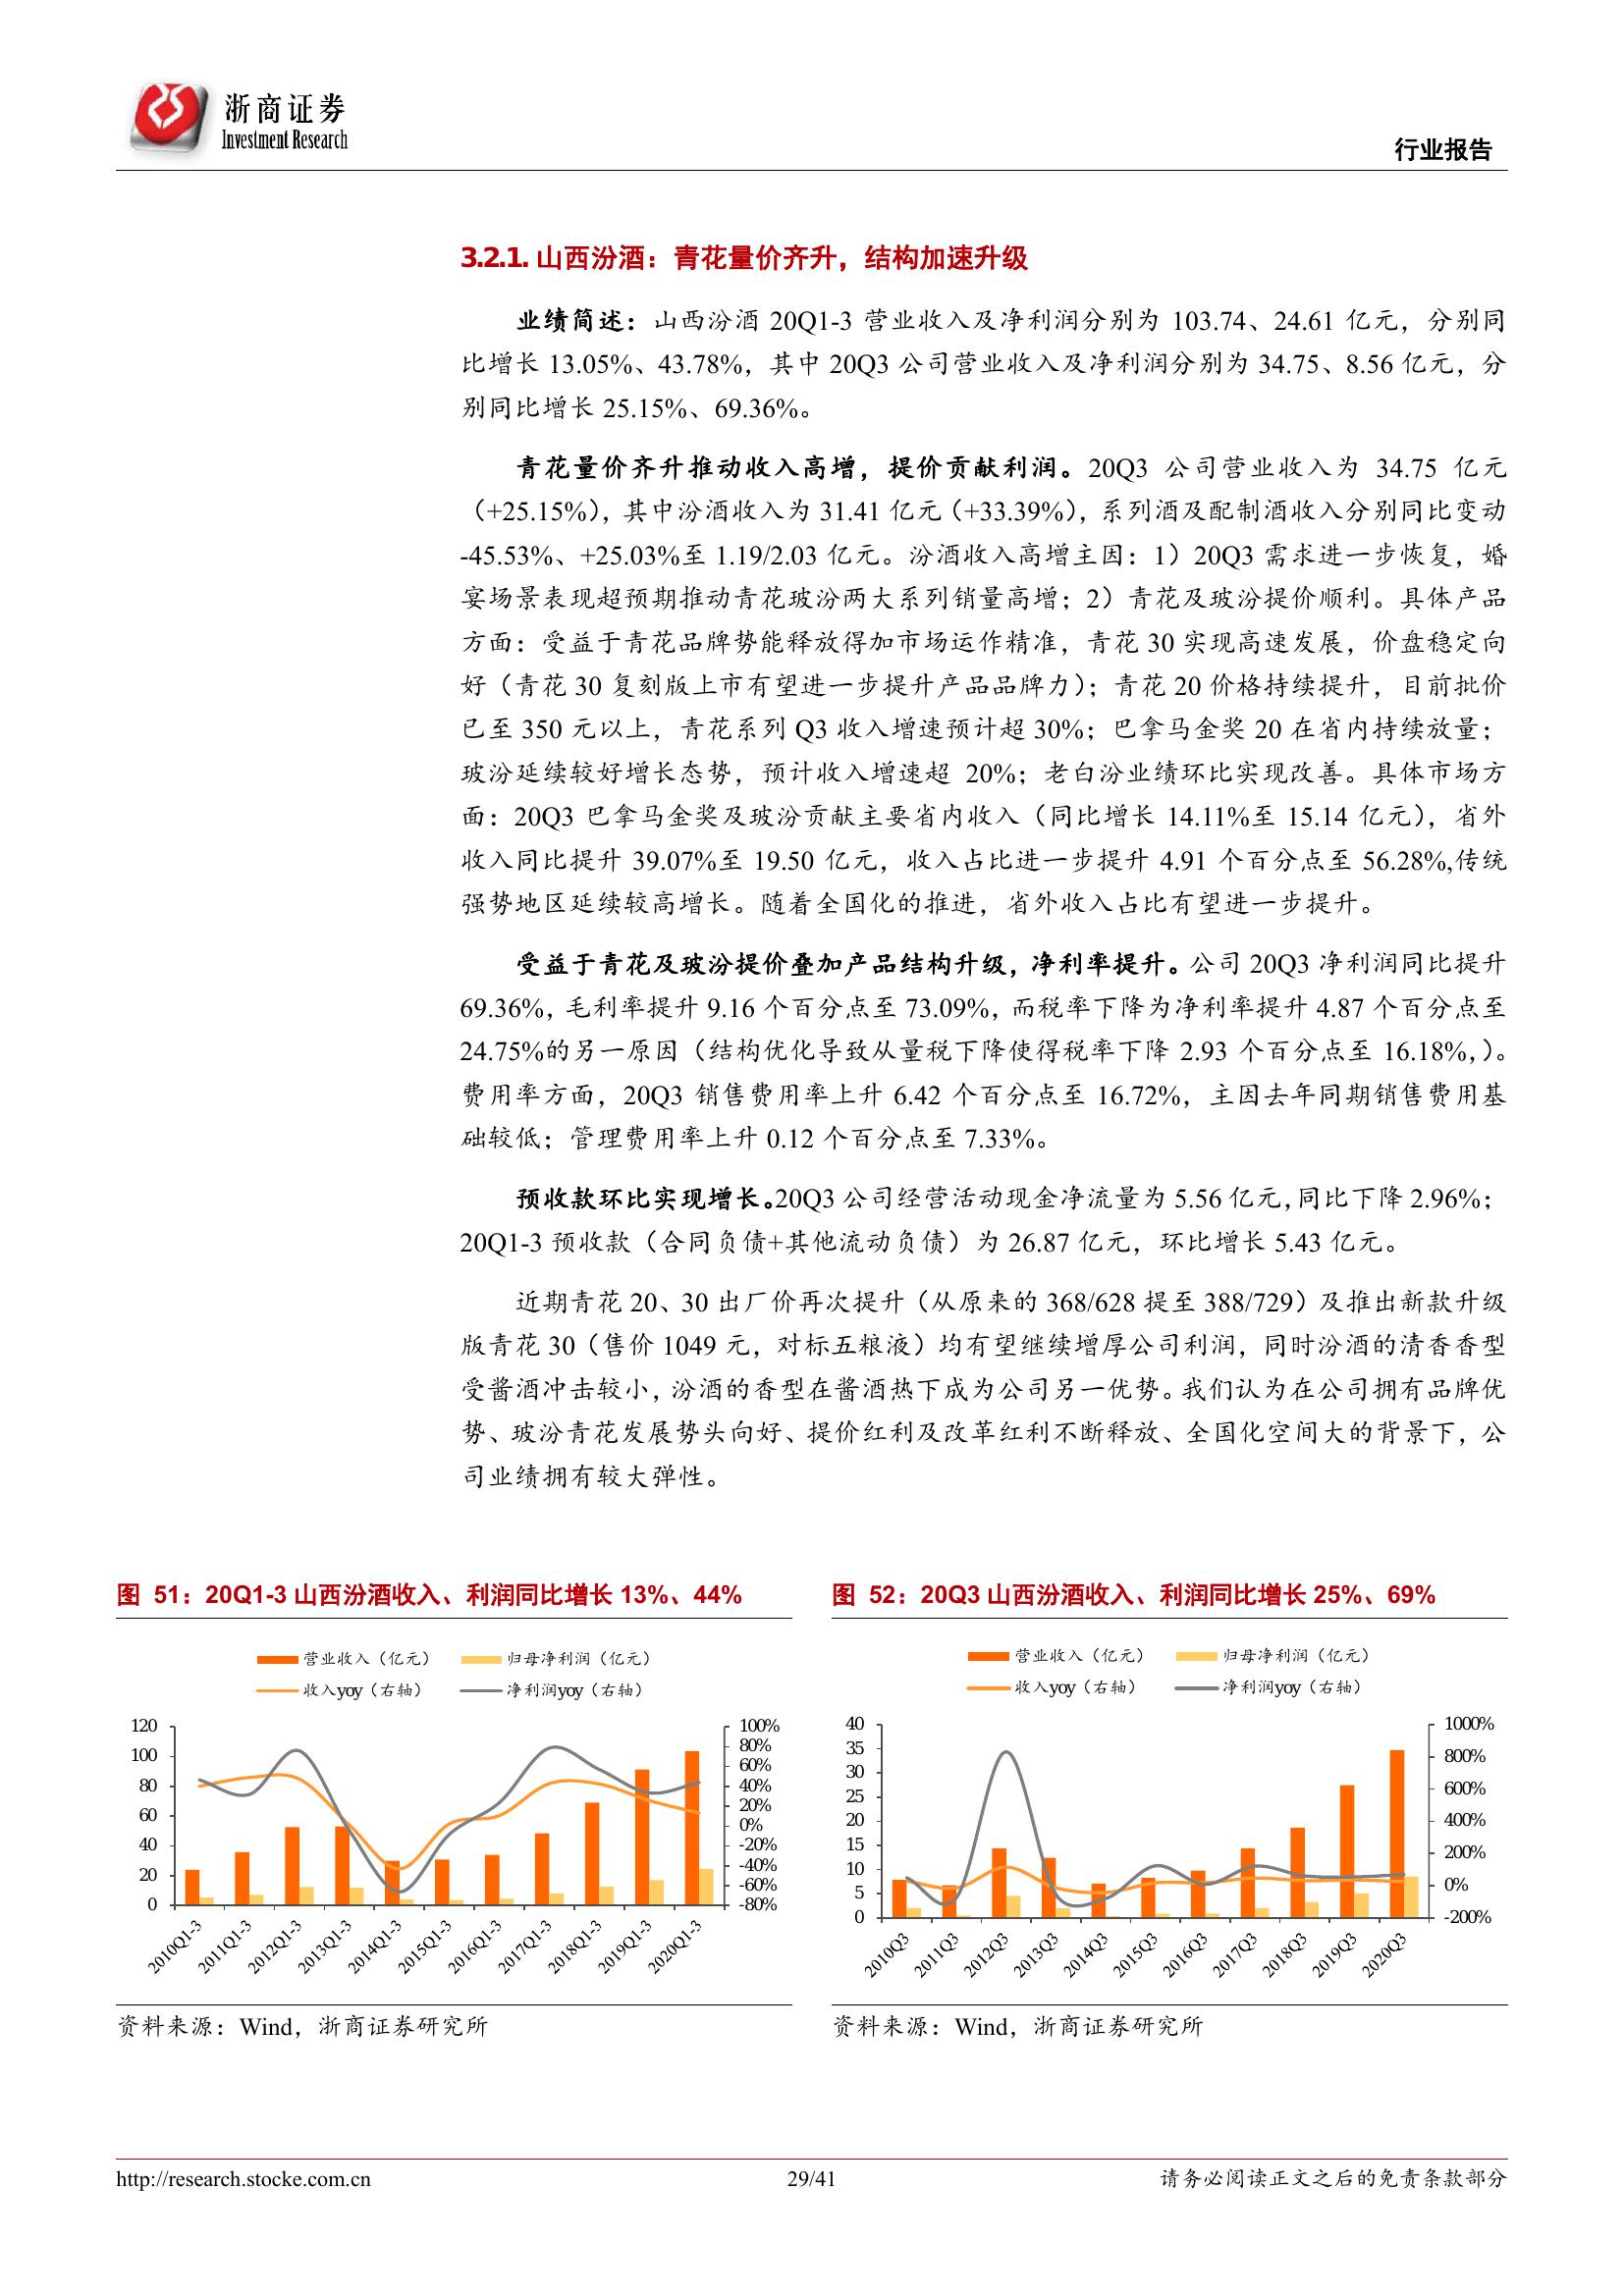 浙商证券
Investment Research
行业报告
3.2.1. 山西汾酒：青花量价齐升，结构加速升级
业绩简述：山西汾酒 20Q1-3 营业收入及净利润分别为 103.74、24.61 亿元，分别同
比增长 13.05%、43.78%，其中 20Q3 公司营业收入及净利润分别为 34.75、8.56 亿元，分
别同比增长 25.15%、69.36%。
青花量价齐升推动收入高增，提价贡献利润。20Q3 公司营业收入为 34.75 亿元
（+25.15%），其中汾酒收入为 31.41 亿元（+33.39%），系列酒及配制酒收入分别同比变动
-45.53%、+25.03%至 1.19/2.03 亿元。汾酒收入高增主因：1）20Q3 需求进一步恢复，婚
宴场景表现超预期推动青花玻汾两大系列销量高增；2）青花及玻汾提价顺利。具体产品
方面：受益于青花品牌势能释放得加市场运作精准，青花 30 实现高速发展，价盘稳定向
好（青花 30 复刻版上市有望进一步提升产品品牌力）；青花 20 价格持续提升，目前批价
已至 350 元以上，青花系列 Q3 收入增速预计超 30%；巴拿马金奖 20 在省内持续放量；
玻汾延续较好增长态势，预计收入增速超 20%；老白汾业绩环比实现改善。具体市场方
面：20Q3 巴拿马金奖及玻汾贡献主要省内收入（同比增长 14.11%至 15.14 亿元），省外
收入同比提升 39.07%至 19.50 亿元，收入占比进一步提升 4.91 个百分点至 56.28%,传统
强势地区延续较高增长。随着全国化的推进，省外收入占比有望进一步提升。
受益于青花及玻汾提价叠加产品结构升级，净利率提升。公司 20Q3 净利润同比提升
69.36%，毛利率提升 9.16 个百分点至 73.09%，而税率下降为净利率提升 4.87 个百分点至
24.75%的另一原因（结构优化导致从量税下降使得税率下降 2.93 个百分点至 16.18%，）。
费用率方面，20Q3 销售费用率上升 6.42 个百分点至 16.72%，主因去年同期销售费用基
础较低；管理费用率上升 0.12 个百分点至 7.33%。
预收款环比实现增长。20Q3 公司经营活动现金净流量为 5.56 亿元，同比下降 2.96%；
20Q1-3 预收款（合同负债+其他流动负债）为 26.87 亿元，环比增长 5.43 亿元。
近期青花 20、30 出厂价再次提升（从原来的 368/628 提至 388/729）及推出新款升级
版青花 30（售价 1049 元，对标五粮液）均有望继续增厚公司利润，同时汾酒的清香香型
受酱酒冲击较小，汾酒的香型在酱酒热下成为公司另一优势。我们认为在公司拥有品牌优
势、玻汾青花发展势头向好、提价红利及改革红利不断释放、全国化空间大的背景下，公
司业绩拥有较大弹性。
图 51：20Q1-3 山西汾酒收入、利润同比增长 13%、44%
营业收入（亿元） 归母净利润（亿元）
收入yoy（右轴） 净利润yoy（右轴）
120
100
80
60
40
20
0
100%
80%
60%
40%
20%
0%
-20%
-40%
-60%
-80%
2010Q1-3
2011Q1-3
2012Q1-3
2013Q1-3
2014Q1-3
2015Q1-3
2016Q1-3
2017Q1-3
2018Q1-3
2019Q1-3
2020Q1-3
资料来源：Wind，浙商证券研究所
图 52：20Q3 山西汾酒收入、利润同比增长 25%、69%
营业收入（亿元） 归母净利润（亿元）
收入yoy（右轴） 净利润yoy（右轴）
40
35
30
25
20
15
10
5
0
1000%
800%
600%
400%
200%
0%
-200%
2010Q3
2011Q3
2012Q3
2013Q3
2014Q3
2015Q3
2016Q3
2017Q3
2018Q3
2019Q3
2020Q3
资料来源：Wind，浙商证券研究所
http://research.stocke.com.cn
29/41
请务必阅读正文之后的免责条款部分